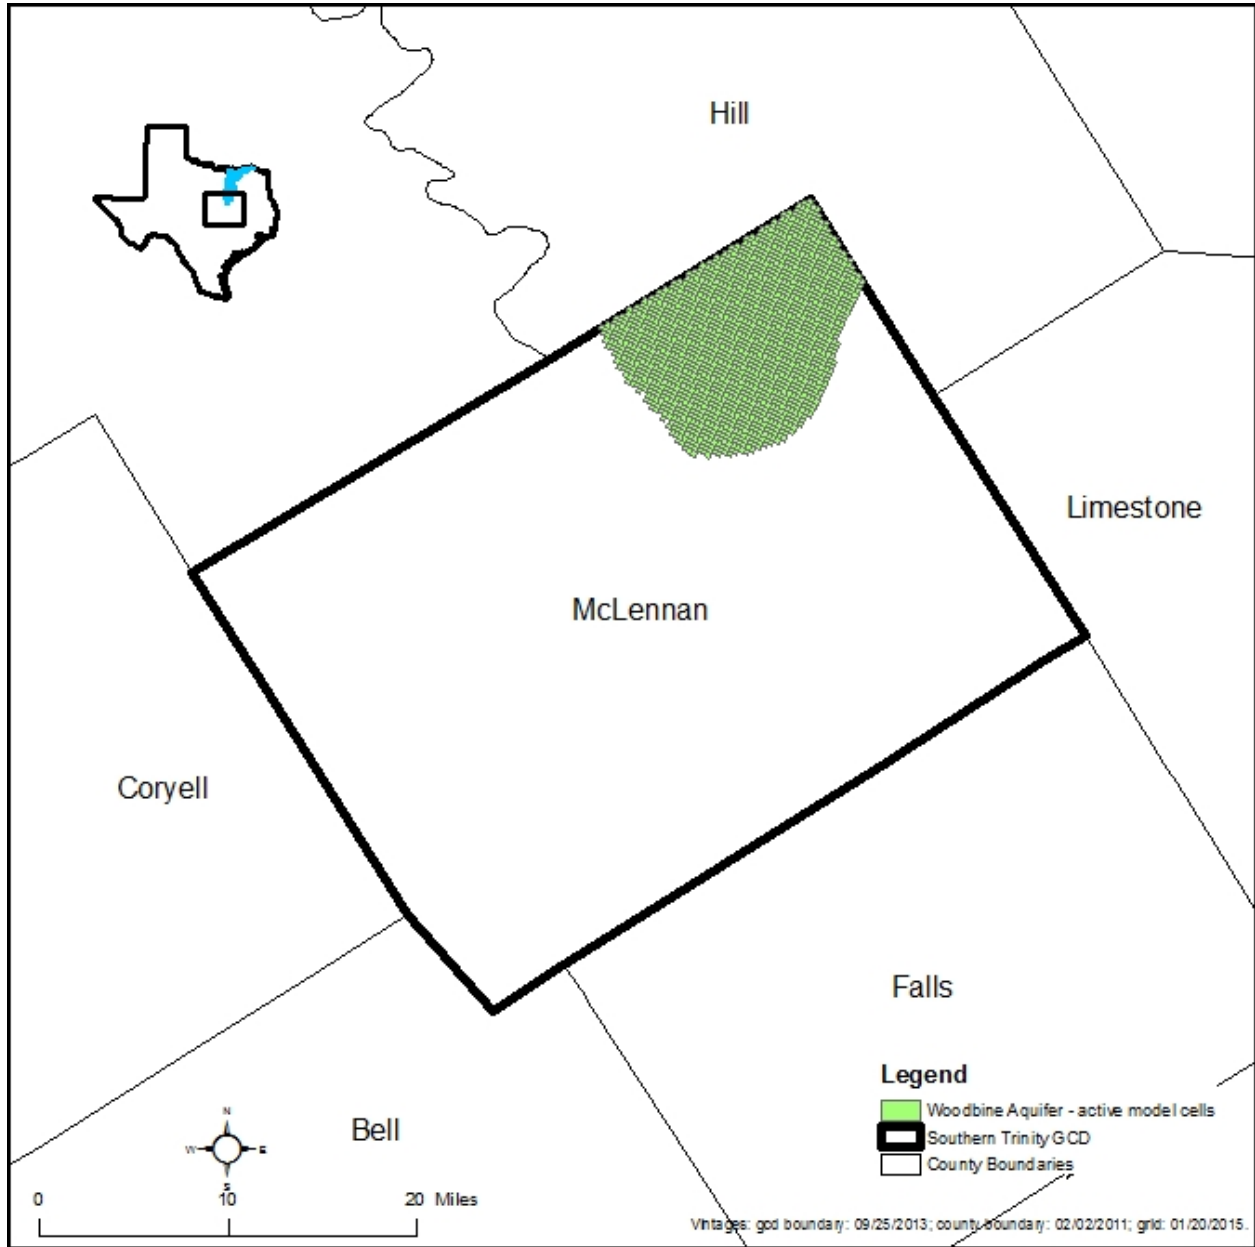 Hill
Limestone
McLennan
Coryell
Falls
Bell
Legend
Woodbine Aquifer - active model cells
Southern Trinity GCD
County Boundaries
N
W E
S
0 10 20 Miles
Vintages: gcd boundary: 09/25/2013; county boundary: 02/02/2011; grid: 01/20/2015.